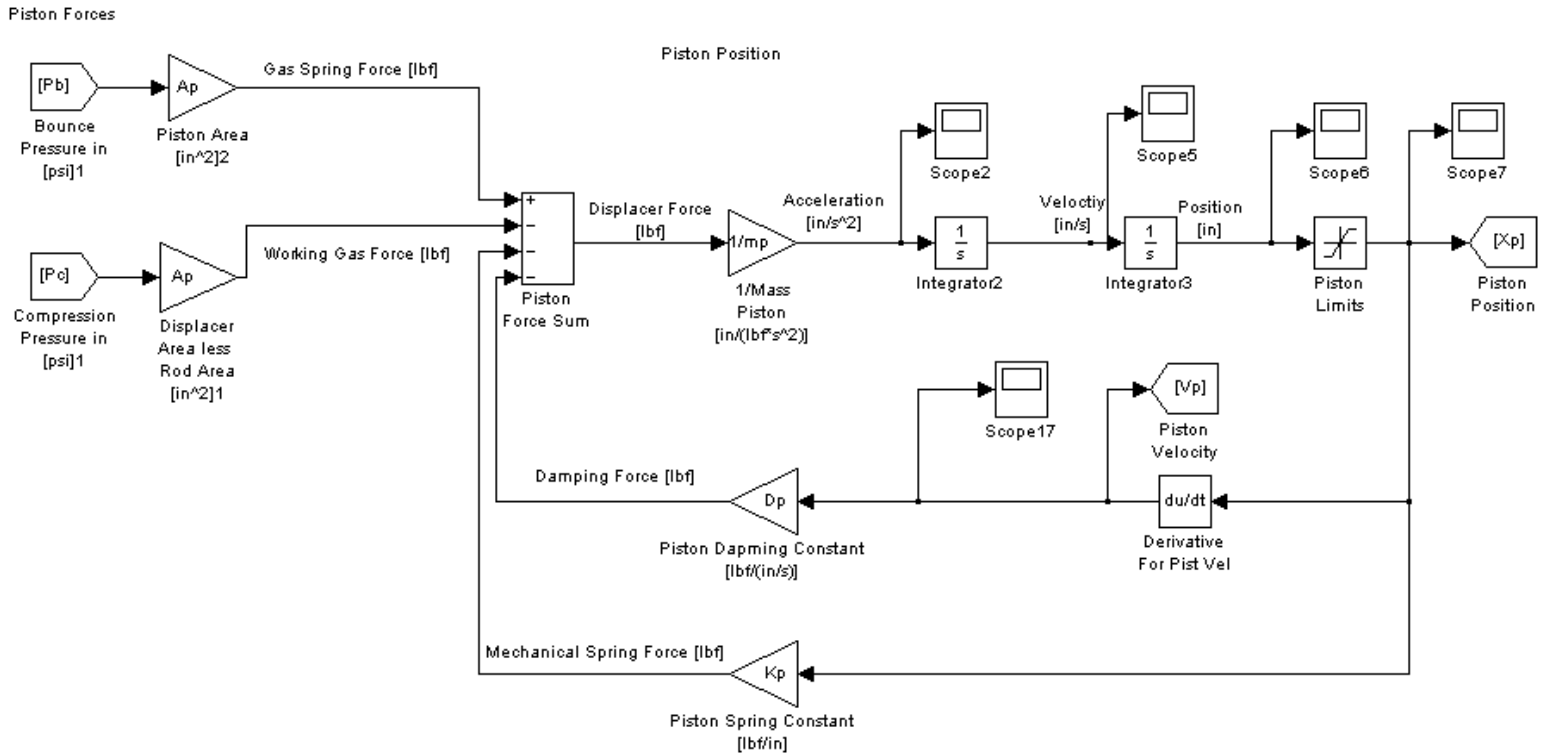 Piston Forces
Piston Position
[Pb]
Bounce
Pressure in
[psi]1
Ap
Piston Area
[in^2]2
Gas Spring Force [lbf]
[Pc]
Compression
Pressure in
[psi]1
Ap
Displacer
Area less
Rod Area
[in^2]1
Working Gas Force [lbf]
+
−
−
−
Piston
Force Sum
Displacer Force
[lbf]
1/mp
1/Mass
Piston
[in/(lbf*s^2)]
Acceleration
[in/s^2]
Scope2
1
s
Integrator2
Veloctiy
[in/s]
Scope5
1
s
Integrator3
Position
[in]
Scope6
Piston
Limits
Scope7
[Xp]
Piston
Position
Scope17
[Vp]
Piston
Velocity
Damping Force [lbf]
Dp
Piston Dapming Constant
[lbf/(in/s)]
du/dt
Derivative
For Pist Vel
Mechanical Spring Force [lbf]
Kp
Piston Spring Constant
[lbf/in]